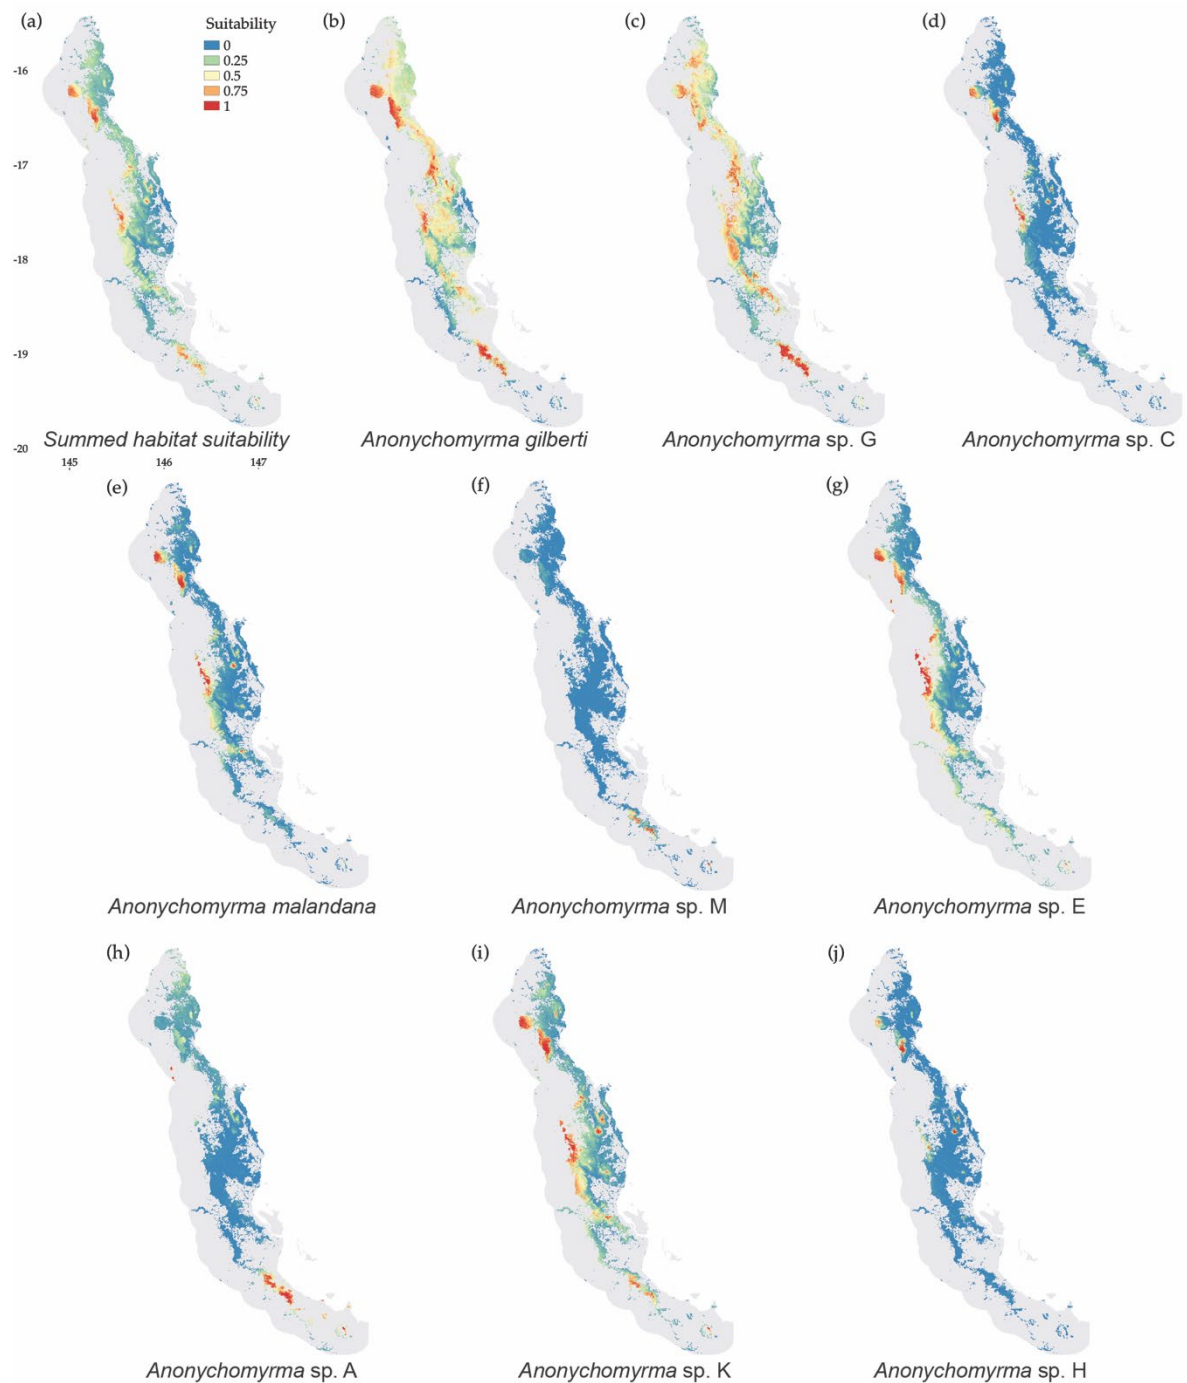 (a)
Suitability
0
0.25
0.5
0.75
1
(b)
(c)
(d)
-16
-17
-18
-19
-20
145 146 147
Summed habitat suitability
Anonychomyrma gilberti
Anonychomyrma sp. G
Anonychomyrma sp. C
(e)
(f)
(g)
Anonychomyrma malandana
Anonychomyrma sp. M
Anonychomyrma sp. E
(h)
(i)
(j)
Anonychomyrma sp. A
Anonychomyrma sp. K
Anonychomyrma sp. H